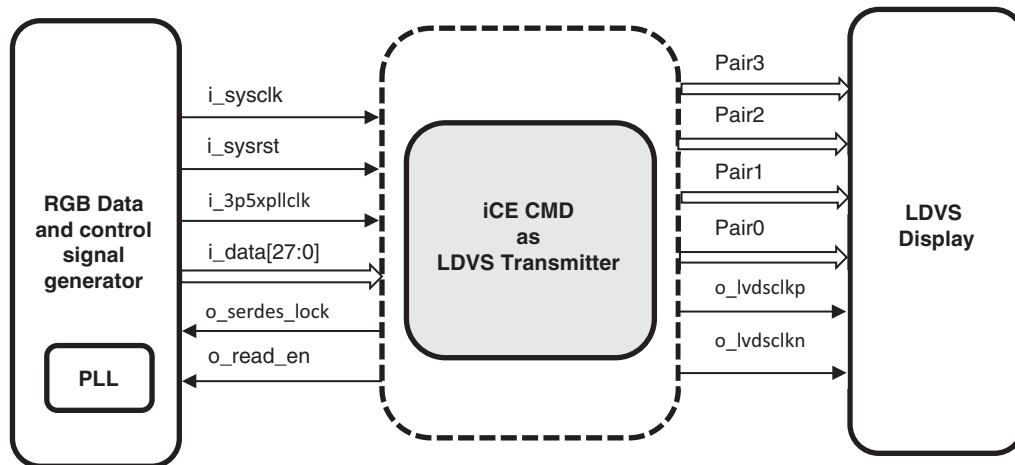 RGB Data
and control
signal
generator
PLL
i_sysclk
i_sysrst
i_3p5xpllclk
i_data[27:0]
o_serdes_lock
o_read_en
iCE CMD
as
LDVS Transmitter
Pair3
Pair2
Pair1
Pair0
o_lvdsclkp
o_lvdsclkn
LDVS
Display